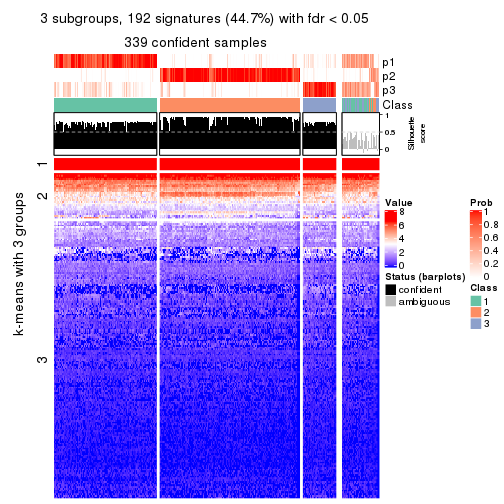 3 subgroups, 192 signatures (44.7%) with fdr < 0.05
339 confident samples
p1
p2
p3
Class
1
0.5
0
Silhouette
score
k-means with 3 groups
1
2
3
Value
8
6
4
2
0
Status (barplots)
confident
ambiguous
Prob
1
0.8
0.6
0.4
0.2
0
Class
1
2
3